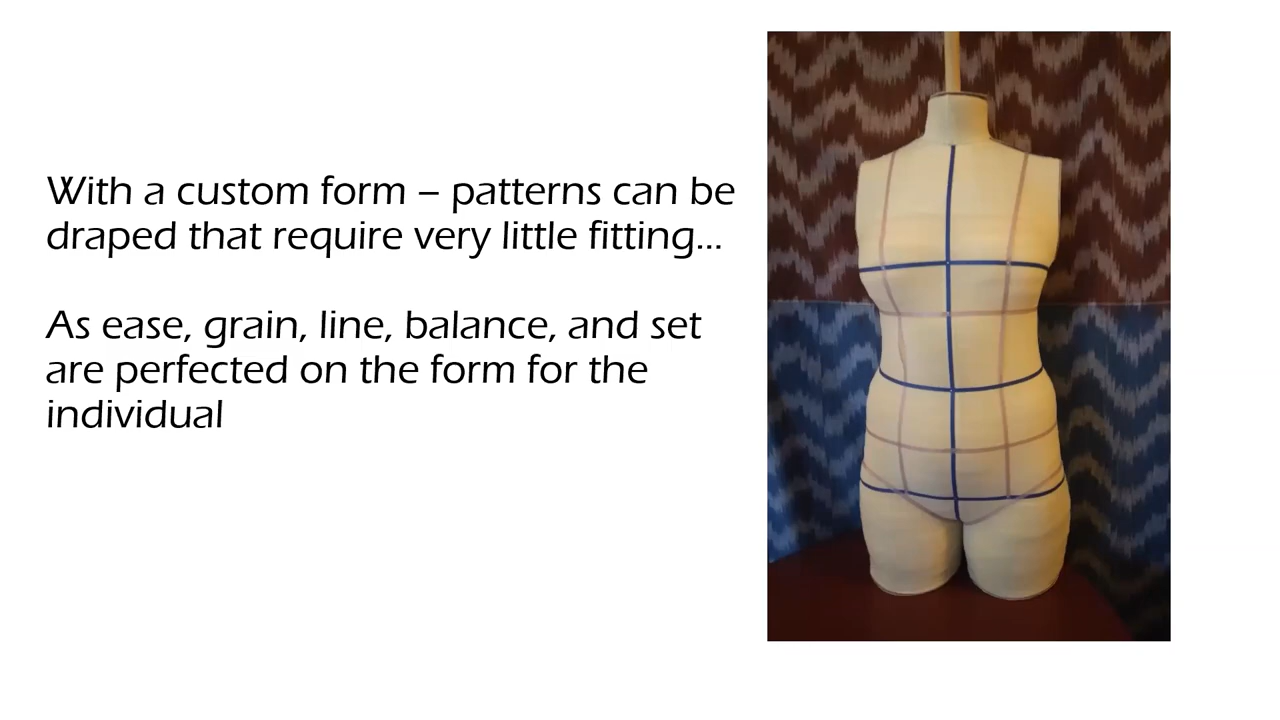 With a custom form – patterns can be
draped that require very little fitting...
As ease, grain, line, balance, and set
are perfected on the form for the
individual